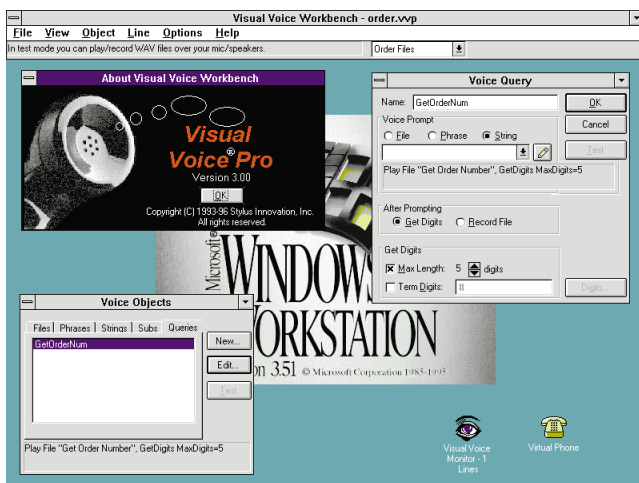 Visual Voice Workbench - order.vvp
File View Object Line Options Help
In test mode you can play/record WAV files over your mic/speakers.
Order Files
About Visual Voice Workbench
Visual
Voice® Pro
Version 3.00
OK
Copyright (C) 1993-96 Stylus Innovation, Inc.
All rights reserved.
Voice Query
Name: GetOrderNum
OK
Cancel
Test
Voice Prompt
File Phrase String
Play File "Get Order Number", GetDigits MaxDigits=5
After Prompting
Get Digits Record File
Get Digits
Max Length: 5 digits
Term Digits: #
Digits...
Microsoft®
WINDOWS
WORKSTATION
3.51 © Microsoft Corporation 1985-1995
Voice Objects
Files Phrases Strings Subs Queries
GetOrderNum
New...
Edit...
Test
Play File "Get Order Number", GetDigits MaxDigits=5
Visual Voice
Monitor - 1
Lines
Virtual Phone